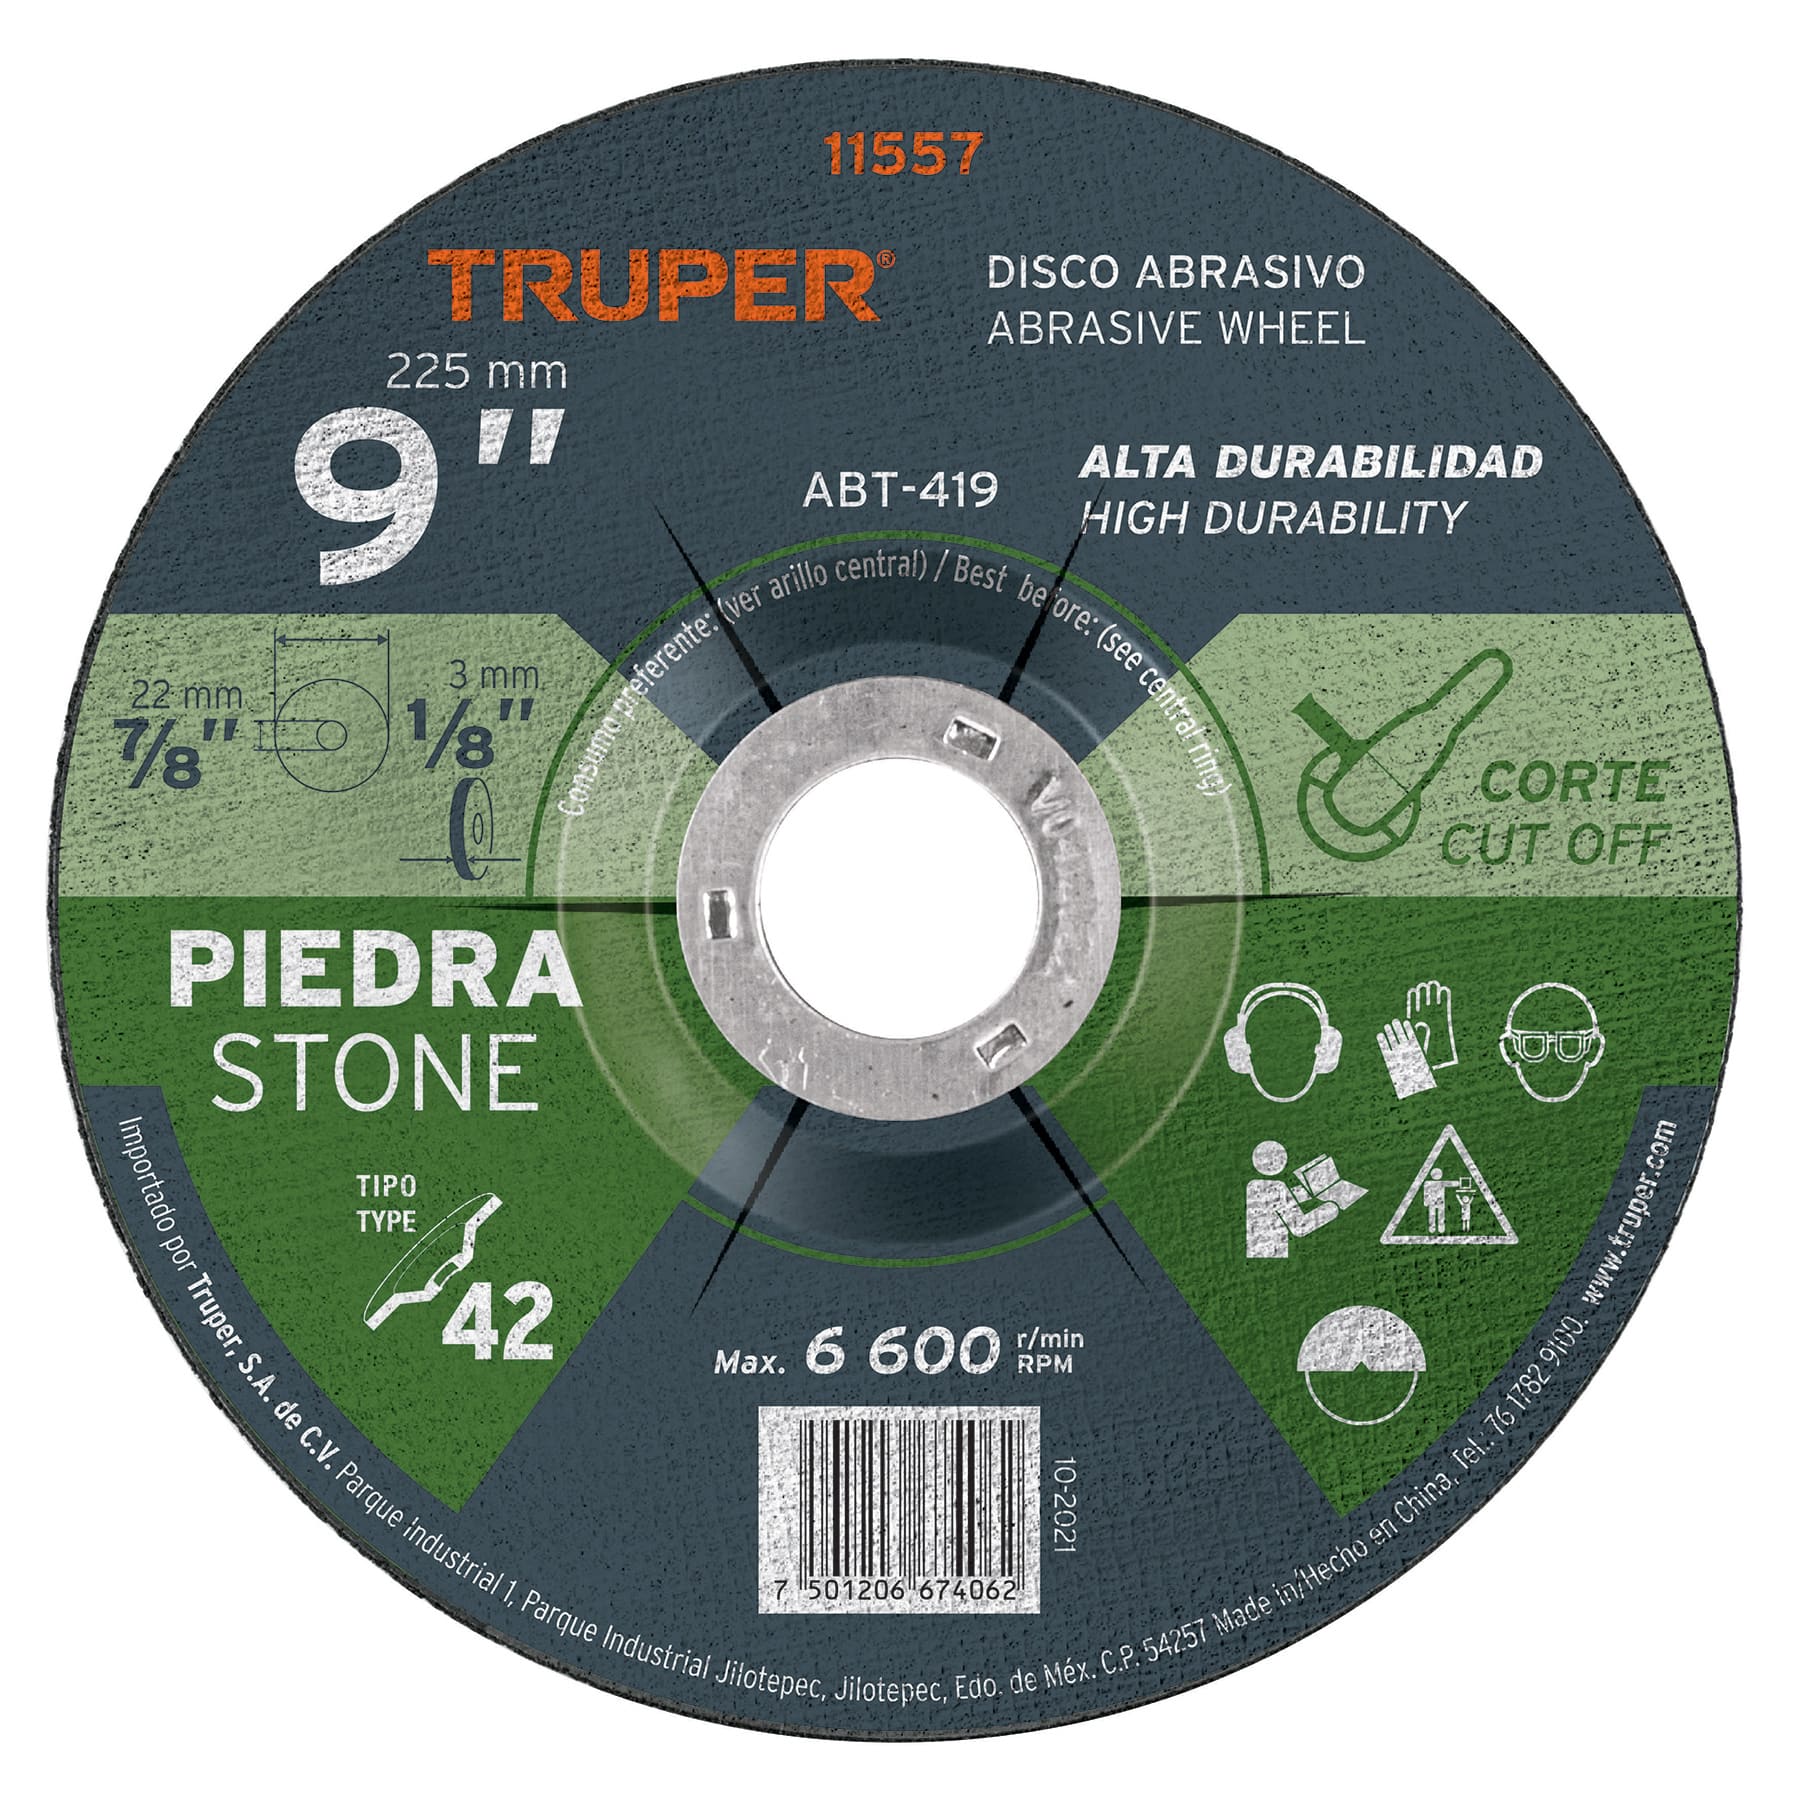 11557
TRUPER®
DISCO ABRASIVO
ABRASIVE WHEEL
225 mm
9"
ABT-419
ALTA DURABILIDAD
HIGH DURABILITY
Consumo preferente: (ver arillo central) / Best before: (see central ring)
22 mm
7/8"
3 mm
1/8"
CORTE
CUT OFF
PIEDRA
STONE
TIPO
TYPE
42
Max. 6 600 r/min
RPM
10-2021
7 501206 674062
Importado por Truper, S.A. de C.V. Parque industrial 1, Parque Industrial Jilotepec, Jilotepec, Edo. de Méx. C.P. 54257 Made in/Hecho en China, Tel.: 76 1782 9100. www.truper.com